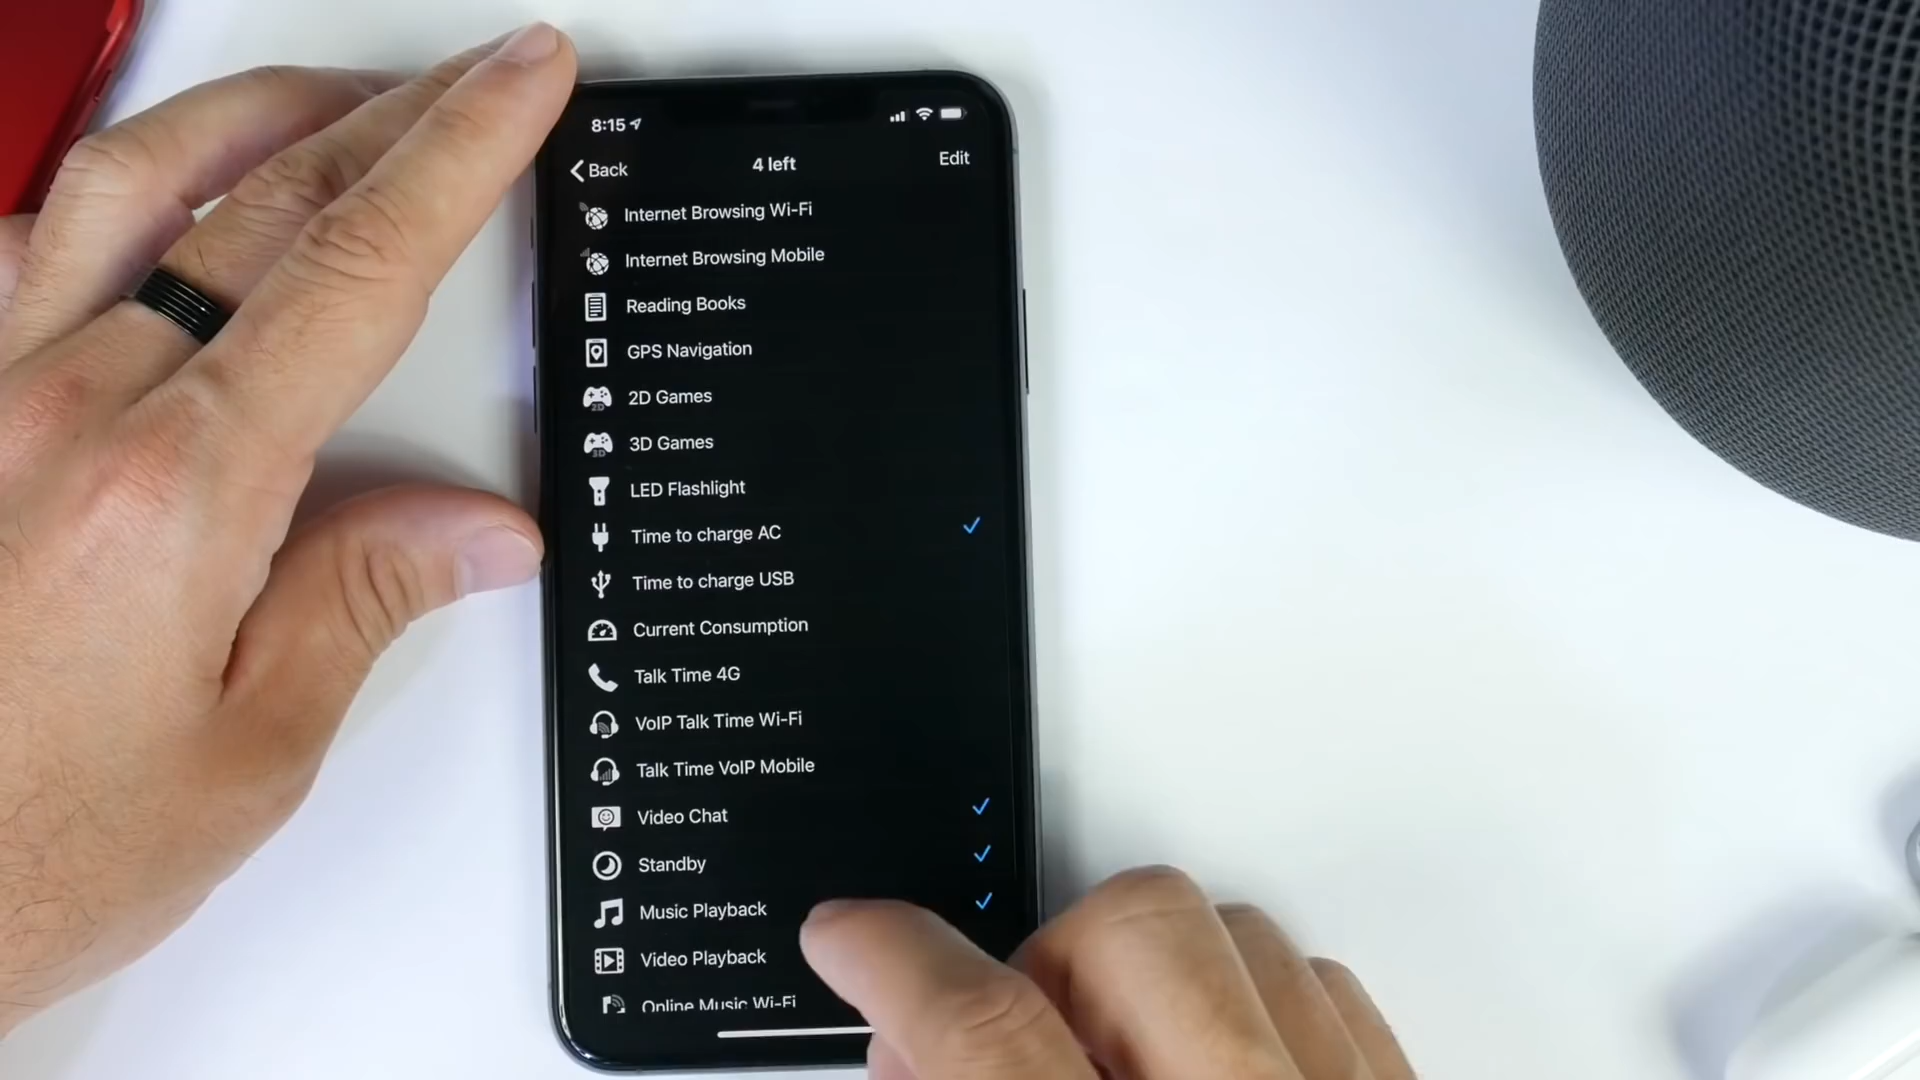 8:15
Back
4 left
Edit
Internet Browsing Wi-Fi
Internet Browsing Mobile
Reading Books
GPS Navigation
2D Games
3D Games
LED Flashlight
Time to charge AC
Time to charge USB
Current Consumption
Talk Time 4G
VoIP Talk Time Wi-Fi
Talk Time VoIP Mobile
Video Chat
Standby
Music Playback
Video Playback
Online Music Wi-Fi